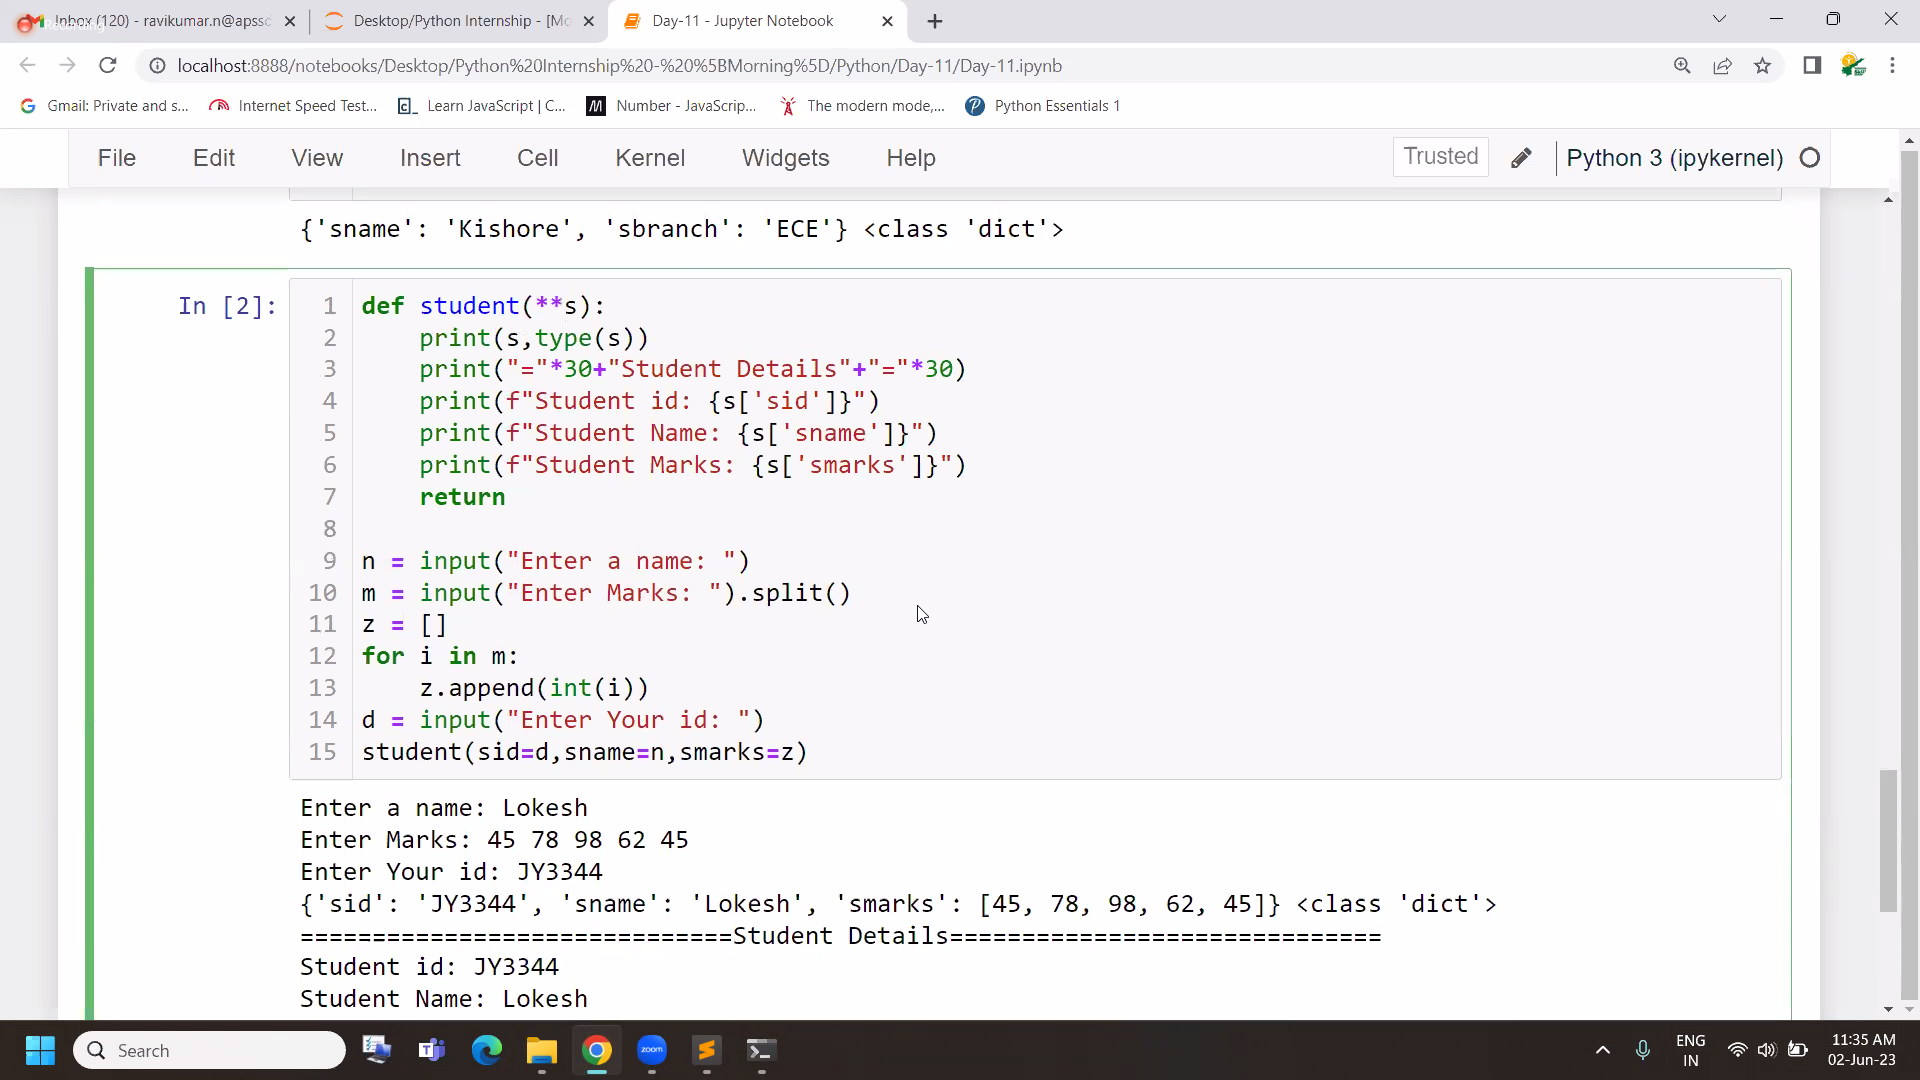 Inbox (120) - ravikumar.n@apssc
Desktop/Python Internship - [Mo
Day-11 - Jupyter Notebook
localhost:8888/notebooks/Desktop/Python%20Internship%20-%20%5BMorning%5D/Python/Day-11/Day-11.ipynb
Gmail: Private and s...
Internet Speed Test...
Learn JavaScript | C...
Number - JavaScrip...
The modern mode,...
Python Essentials 1
File Edit View Insert Cell Kernel Widgets Help Trusted Python 3 (ipykernel)
{'sname': 'Kishore', 'sbranch': 'ECE'} <class 'dict'>
In [2]:
1 def student(**s):
2     print(s,type(s))
3     print("="*30+"Student Details"+"="*30)
4     print(f"Student id: {s['sid']}")
5     print(f"Student Name: {s['sname']}")
6     print(f"Student Marks: {s['smarks']}")
7     return
8
9 n = input("Enter a name: ")
10 m = input("Enter Marks: ").split()
11 z = []
12 for i in m:
13     z.append(int(i))
14 d = input("Enter Your id: ")
15 student(sid=d,sname=n,smarks=z)
Enter a name: Lokesh
Enter Marks: 45 78 98 62 45
Enter Your id: JY3344
{'sid': 'JY3344', 'sname': 'Lokesh', 'smarks': [45, 78, 98, 62, 45]} <class 'dict'>
==============================Student Details==============================
Student id: JY3344
Student Name: Lokesh
Search
zoom
ENG
IN
11:35 AM
02-Jun-23